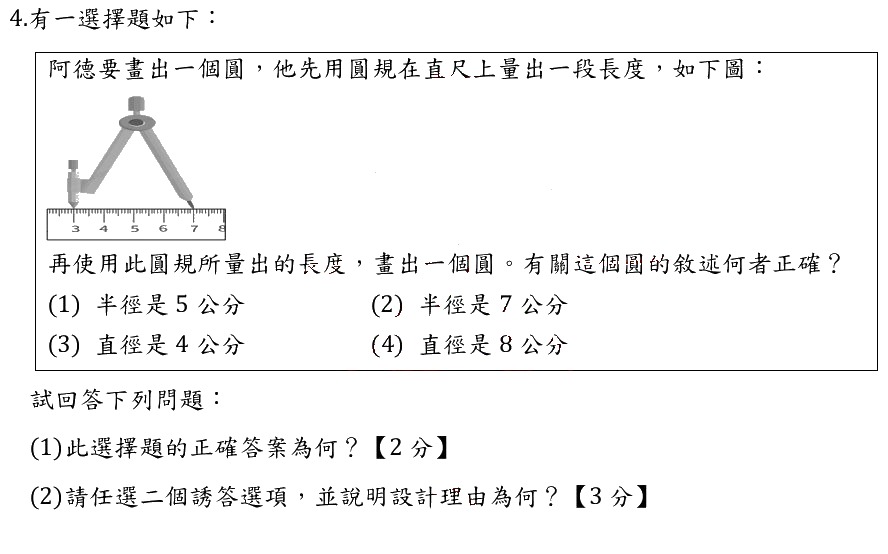 4.有一選擇題如下：
阿德要畫出一個圓，他先用圓規在直尺上量出一段長度，如下圖：
3 4 5 6 7 8
再使用此圓規所量出的長度，畫出一個圓。有關這個圓的敘述何者正確？
(1) 半徑是 5 公分 (2) 半徑是 7 公分
(3) 直徑是 4 公分 (4) 直徑是 8 公分
試回答下列問題：
(1)此選擇題的正確答案為何？【2 分】
(2)請任選二個誘答選項，並說明設計理由為何？【3 分】